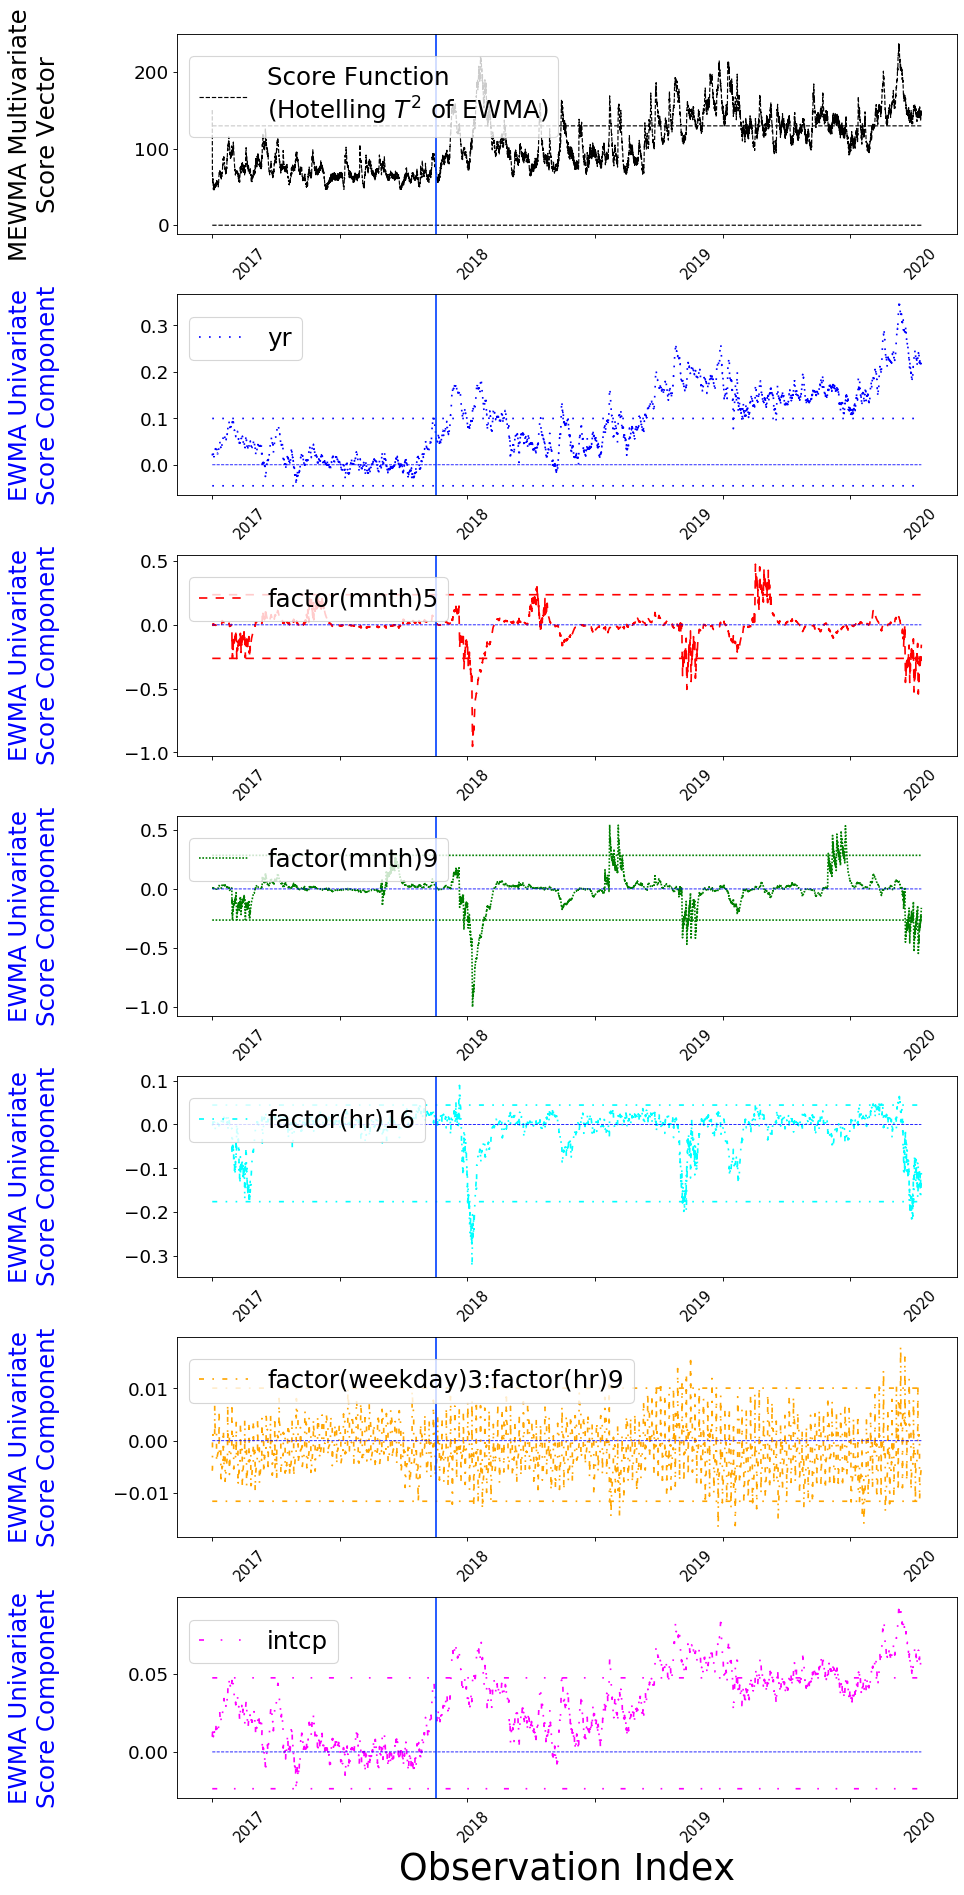 MEWMA Multivariate
Score Vector
200
100
0
Score Function
(Hotelling T² of EWMA)
2017
2018
2019
2020
EWMA Univariate
Score Component
0.3
0.2
0.1
0.0
yr
2017
2018
2019
2020
EWMA Univariate
Score Component
0.5
0.0
−0.5
−1.0
factor(mnth)5
2017
2018
2019
2020
EWMA Univariate
Score Component
0.5
0.0
−0.5
−1.0
factor(mnth)9
2017
2018
2019
2020
EWMA Univariate
Score Component
0.1
0.0
−0.1
−0.2
−0.3
factor(hr)16
2017
2018
2019
2020
EWMA Univariate
Score Component
0.01
0.00
−0.01
factor(weekday)3:factor(hr)9
2017
2018
2019
2020
EWMA Univariate
Score Component
0.05
0.00
intcp
2017
2018
2019
2020
Observation Index